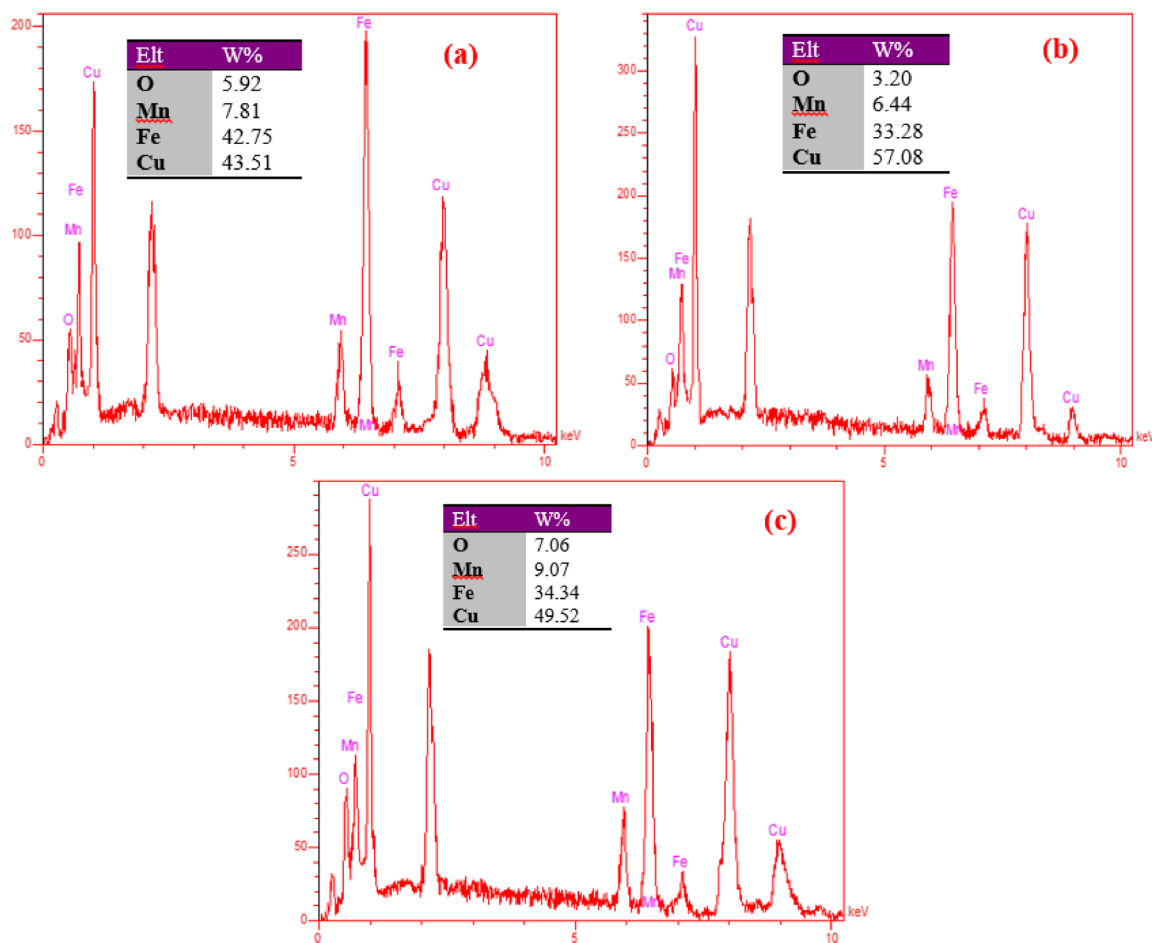 (a)
Elt W%
O 5.92
Mn 7.81
Fe 42.75
Cu 43.51
200
150
100
50
0
Cu
Fe
Mn
O
Mn
Fe
Mn
Fe
Cu
Cu
0 5 10
keV
(b)
Elt W%
O 3.20
Mn 6.44
Fe 33.28
Cu 57.08
350
300
250
200
150
100
50
0
Cu
Fe
Mn
O
Mn
Fe
Mn
Fe
Cu
Cu
0 5 10
keV
(c)
Elt W%
O 7.06
Mn 9.07
Fe 34.34
Cu 49.52
250
200
150
100
50
0
Cu
Fe
Mn
O
Mn
Fe
Mn
Fe
Cu
Cu
0 5 10
keV